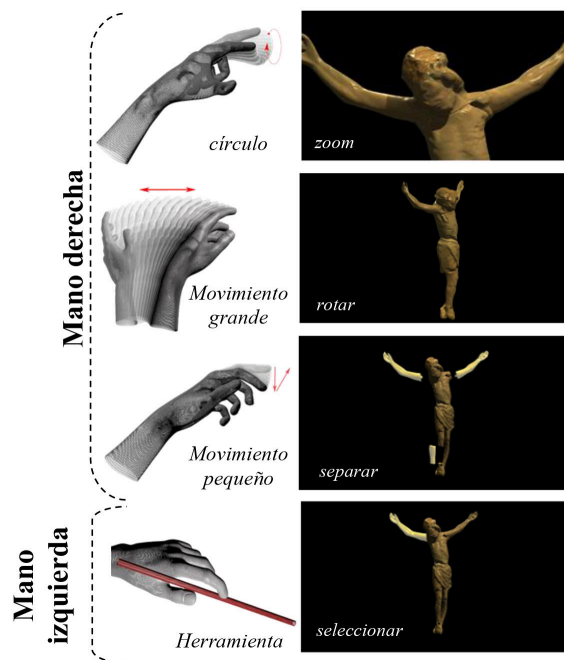 Mano derecha
círculo
zoom
Movimiento
grande
rotar
Movimiento
pequeño
separar
Mano
izquierda
Herramienta
seleccionar